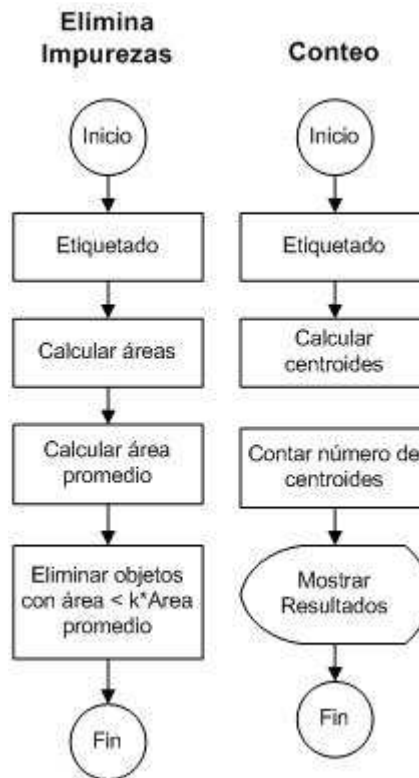 Elimina
Impurezas
Inicio
Etiquetado
Calcular áreas
Calcular área
promedio
Eliminar objetos
con área < k*Area
promedio
Fin
Conteo
Inicio
Etiquetado
Calcular
centroides
Contar número de
centroides
Mostrar
Resultados
Fin